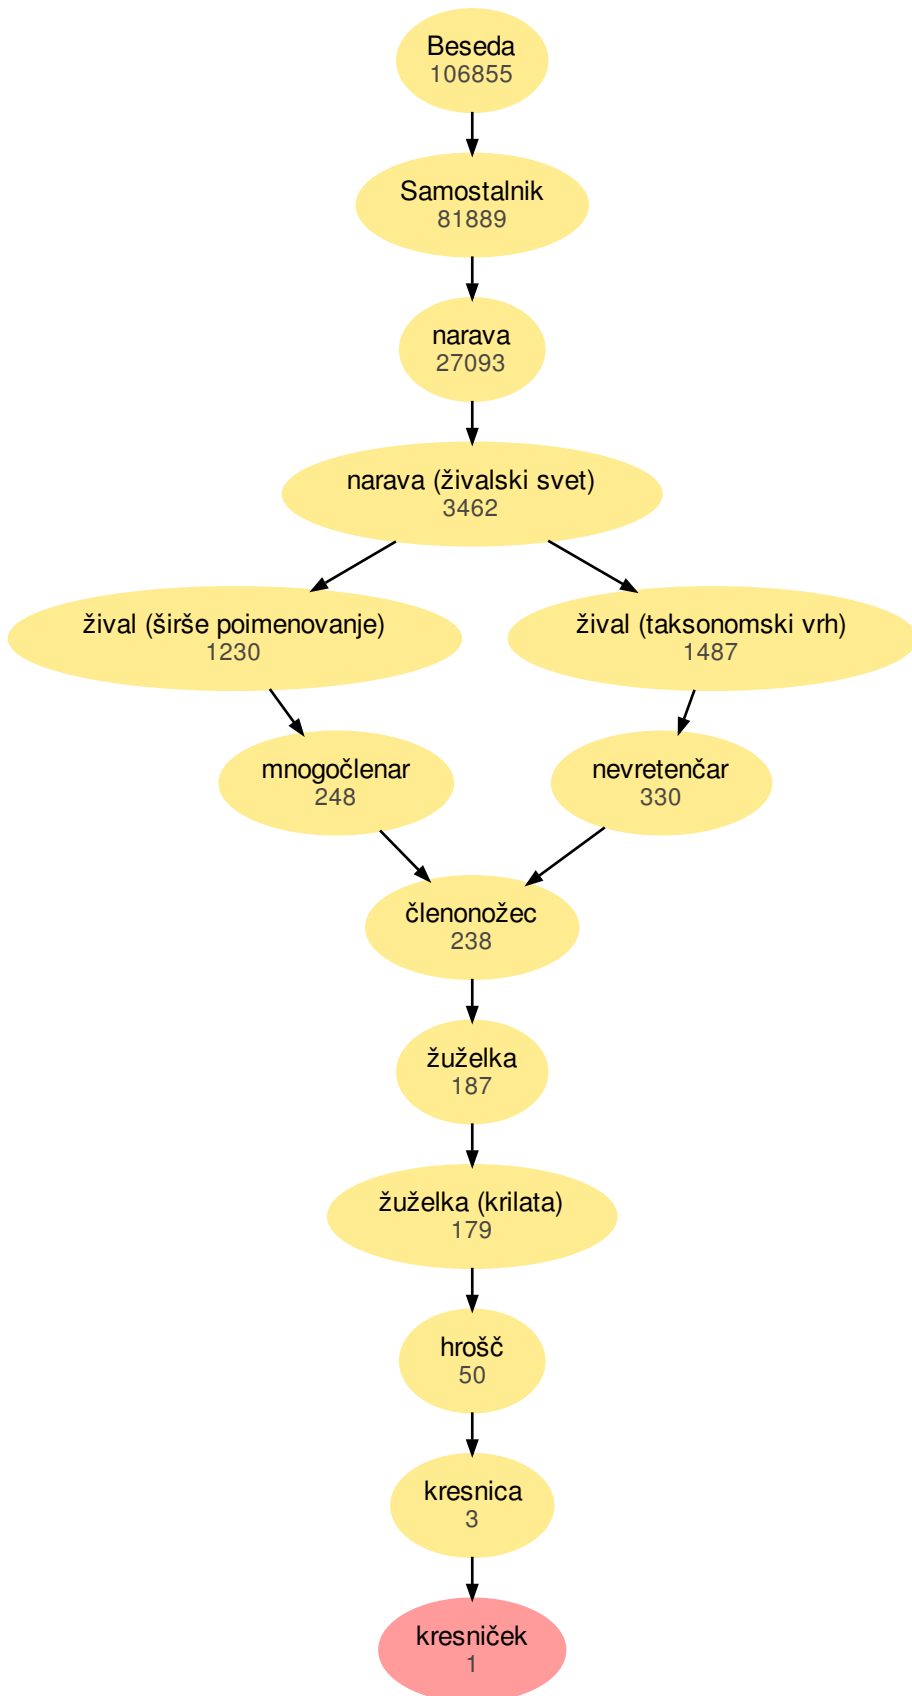 Beseda
106855
Samostalnik
81889
narava
27093
narava (živalski svet)
3462
žival (širše poimenovanje)
1230
žival (taksonomski vrh)
1487
mnogočlenar
248
nevretenčar
330
členonožec
238
žuželka
187
žuželka (krilata)
179
hrošč
50
kresnica
3
kresniček
1